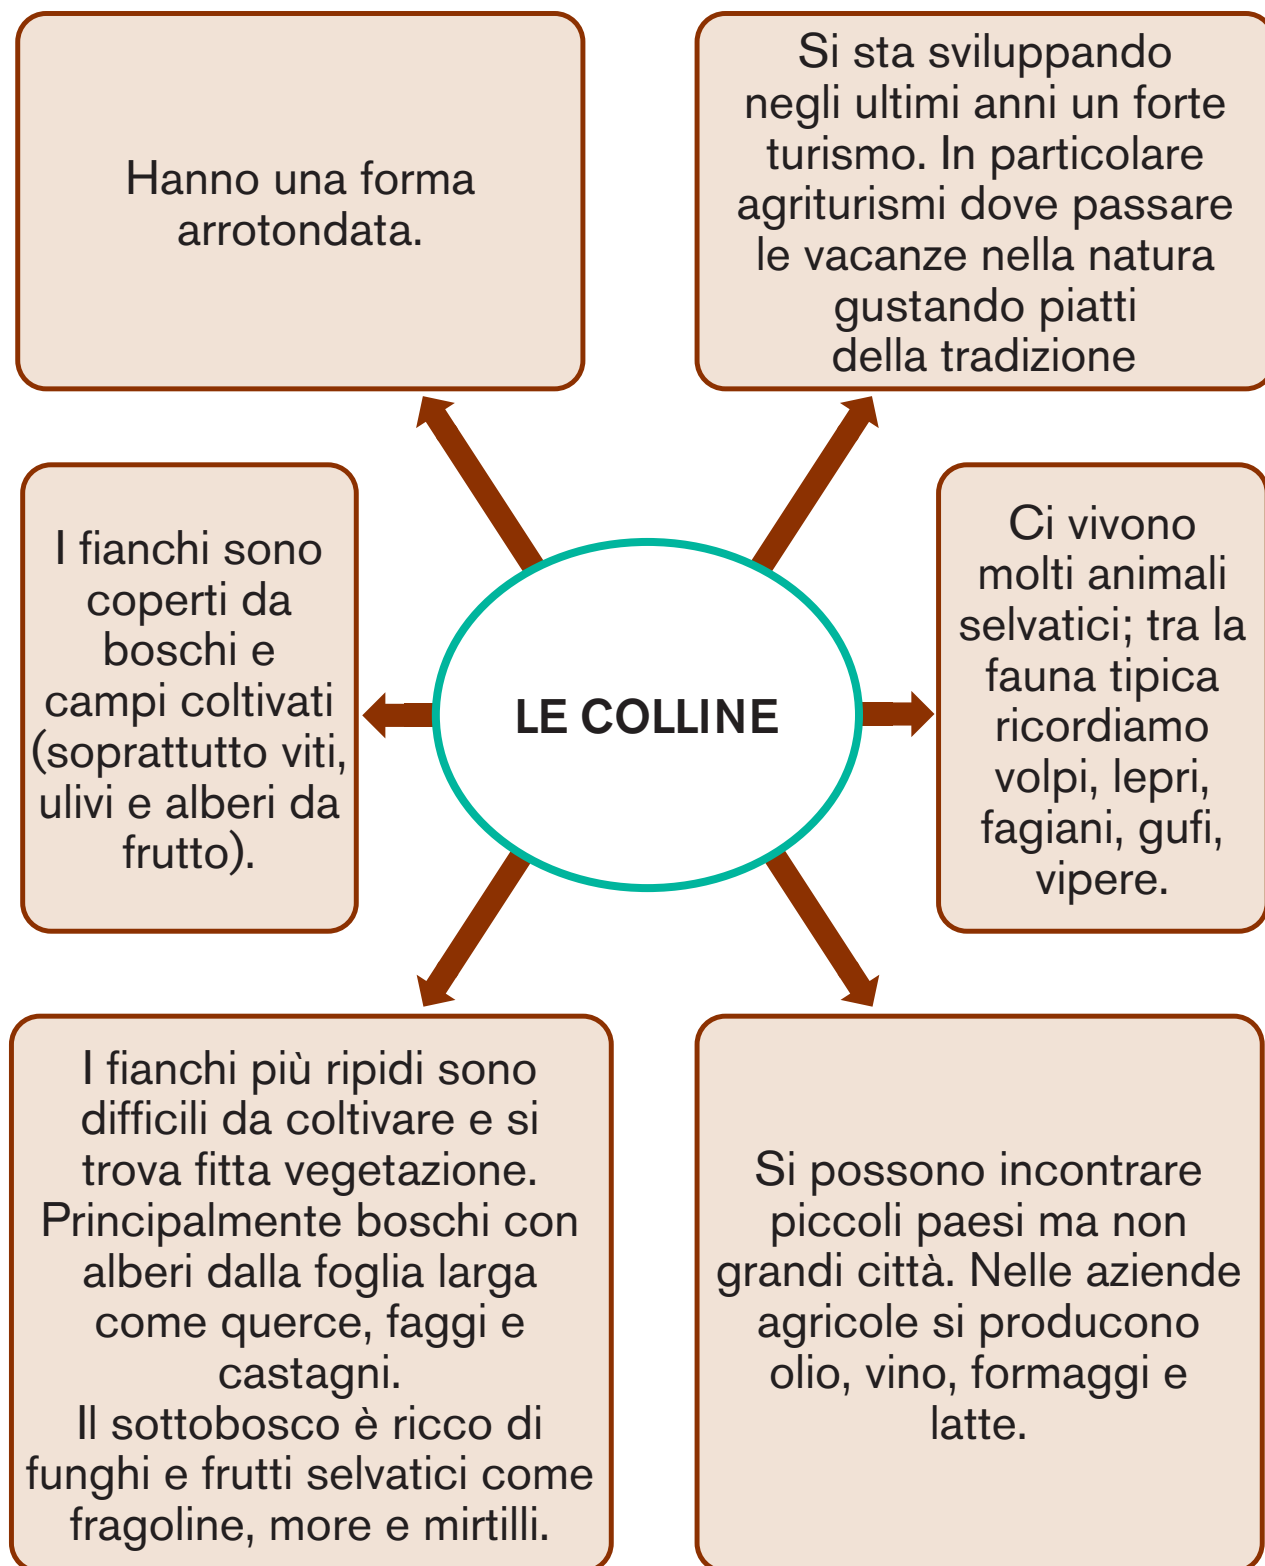 Hanno una forma
arrotondata.
Si sta sviluppando
negli ultimi anni un forte
turismo. In particolare
agriturismi dove passare
le vacanze nella natura
gustando piatti
della tradizione
I fianchi sono
coperti da
boschi e
campi coltivati
(soprattutto viti,
ulivi e alberi da
frutto).
LE COLLINE
Ci vivono
molti animali
selvatici; tra la
fauna tipica
ricordiamo
volpi, lepri,
fagiani, gufi,
vipere.
I fianchi più ripidi sono
difficili da coltivare e si
trova fitta vegetazione.
Principalmente boschi con
alberi dalla foglia larga
come querce, faggi e
castagni.
Il sottobosco è ricco di
funghi e frutti selvatici come
fragoline, more e mirtilli.
Si possono incontrare
piccoli paesi ma non
grandi città. Nelle aziende
agricole si producono
olio, vino, formaggi e
latte.